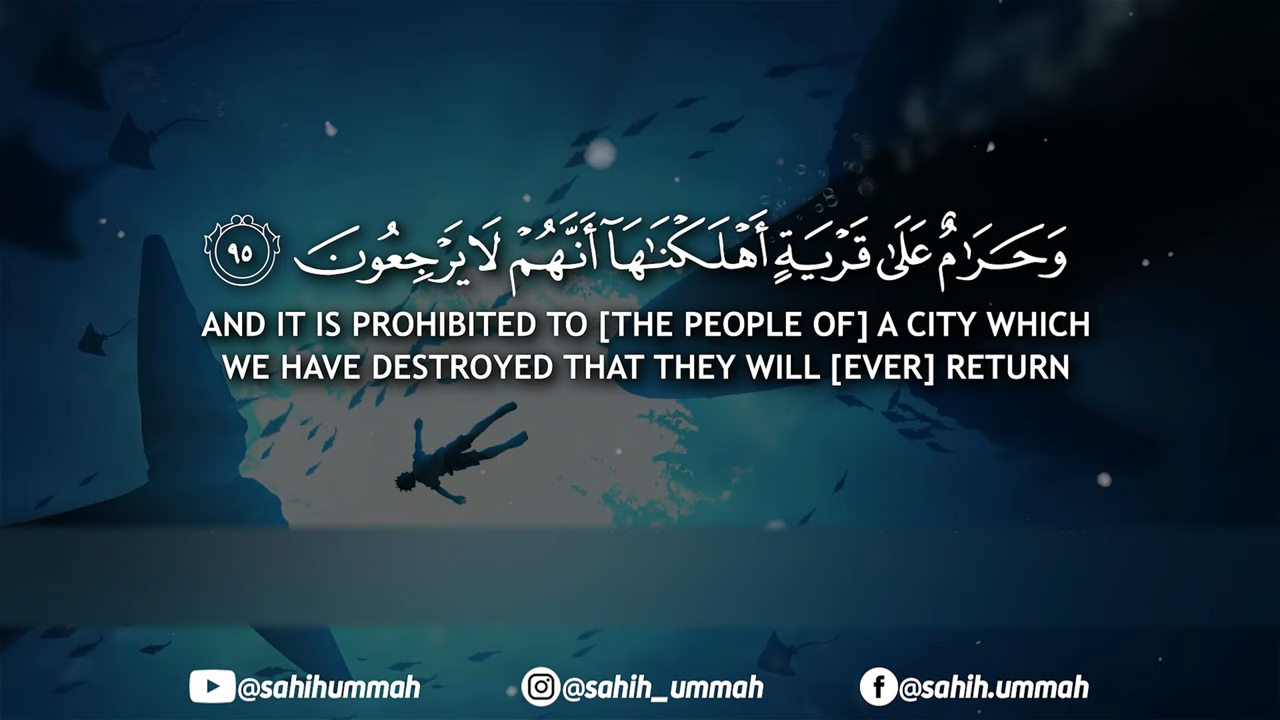 وَحَرَٰمٌ عَلَىٰ قَرْيَةٍ أَهْلَكْنَـٰهَآ أَنَّهُمْ لَا يَرْجِعُونَ ٩٥
AND IT IS PROHIBITED TO [THE PEOPLE OF] A CITY WHICH
WE HAVE DESTROYED THAT THEY WILL [EVER] RETURN
@sahihummah @sahih_ummah @sahih.ummah